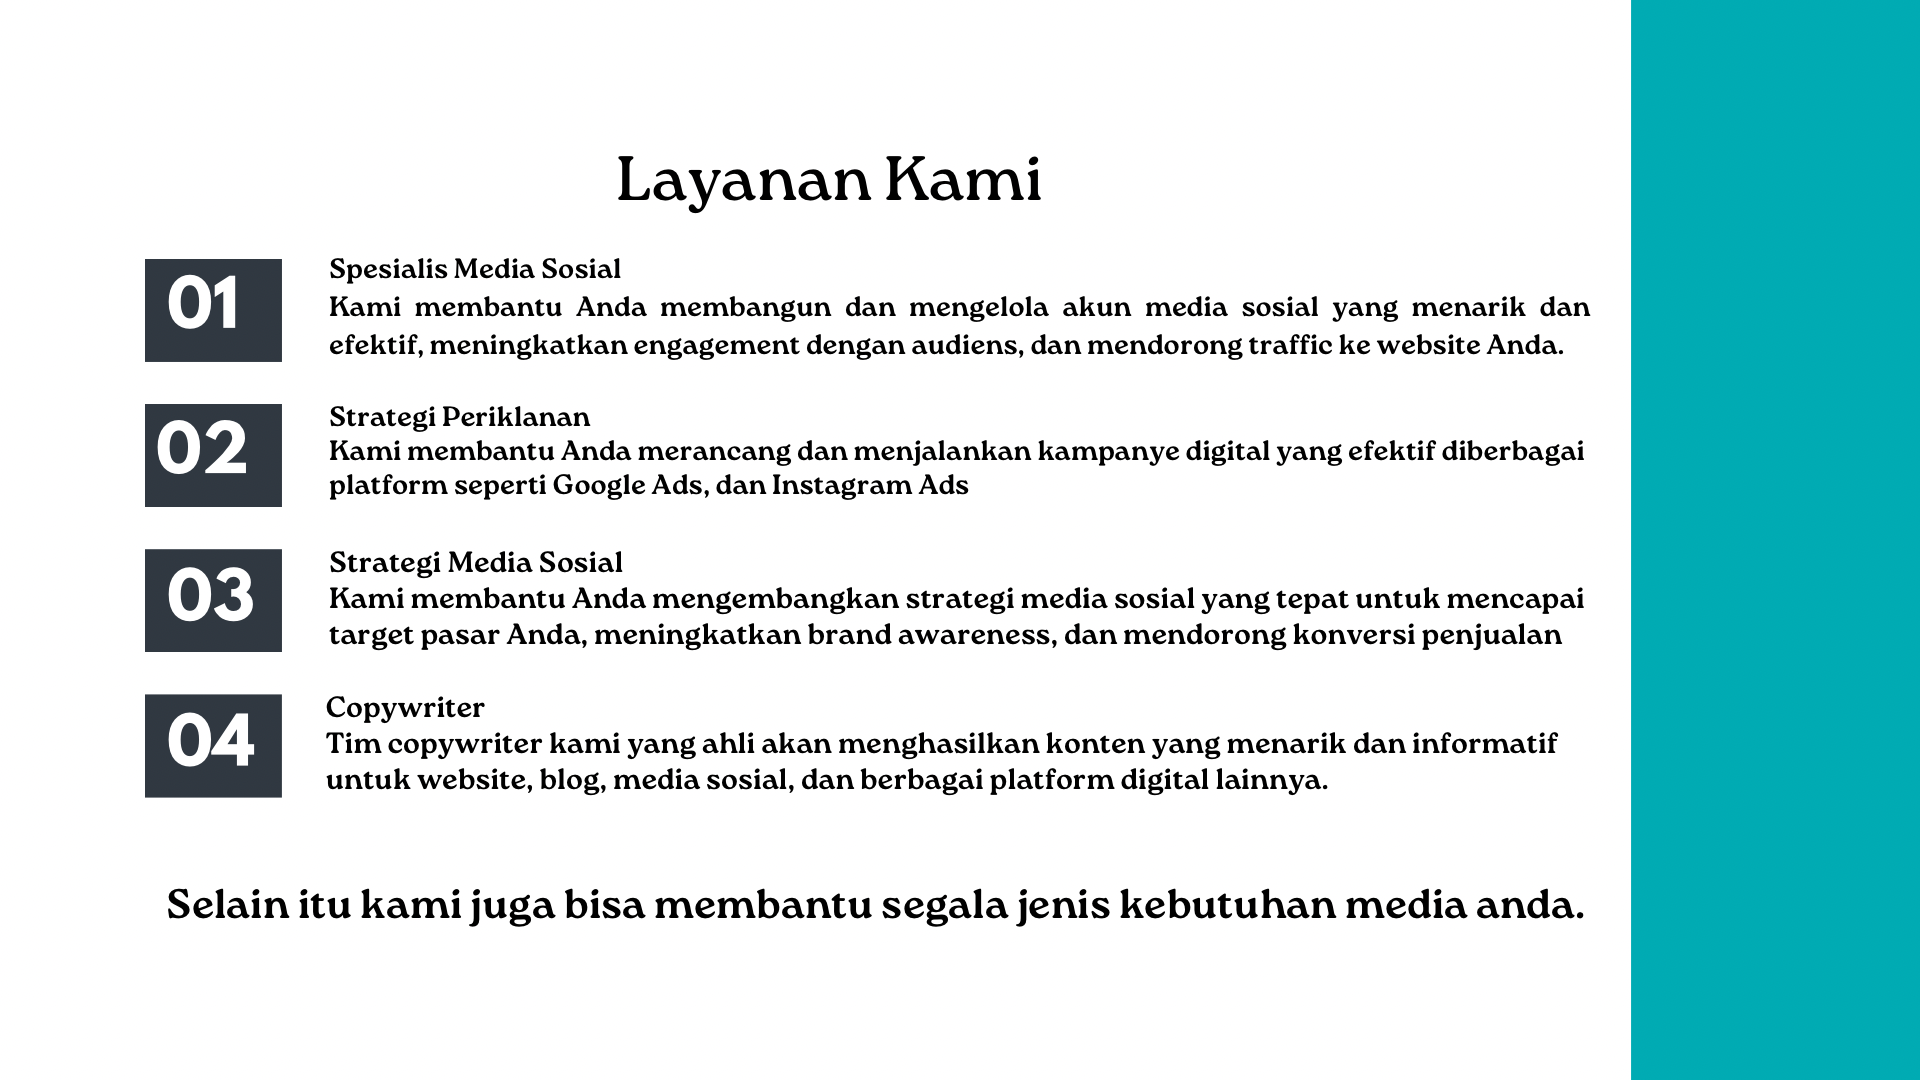 Layanan Kami
01
Spesialis Media Sosial
Kami membantu Anda membangun dan mengelola akun media sosial yang menarik dan
efektif, meningkatkan engagement dengan audiens, dan mendorong traffic ke website Anda.
02
Strategi Periklanan
Kami membantu Anda merancang dan menjalankan kampanye digital yang efektif diberbagai
platform seperti Google Ads, dan Instagram Ads
03
Strategi Media Sosial
Kami membantu Anda mengembangkan strategi media sosial yang tepat untuk mencapai
target pasar Anda, meningkatkan brand awareness, dan mendorong konversi penjualan
04
Copywriter
Tim copywriter kami yang ahli akan menghasilkan konten yang menarik dan informatif
untuk website, blog, media sosial, dan berbagai platform digital lainnya.
Selain itu kami juga bisa membantu segala jenis kebutuhan media anda.